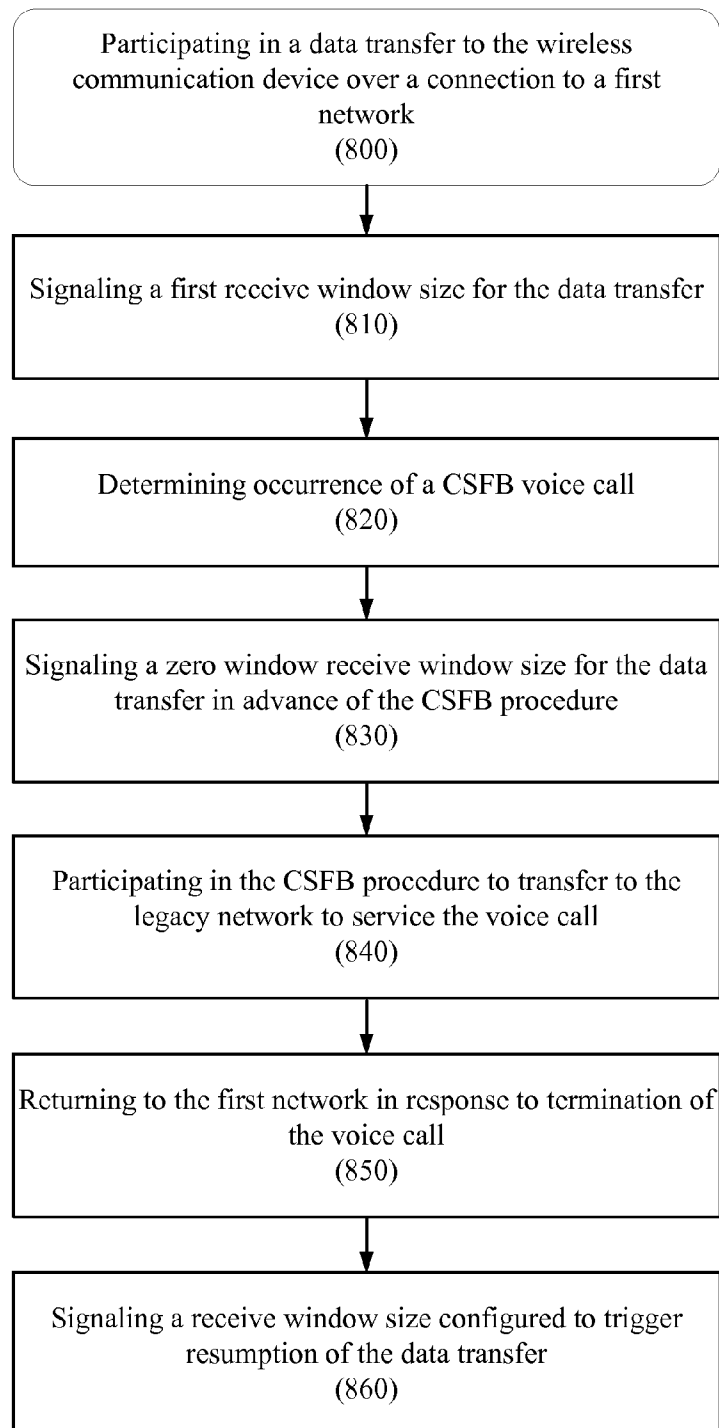 Participating in a data transfer to the wireless
communication device over a connection to a first
network
(800)
Signaling a first receive window size for the data transfer
(810)
Determining occurrence of a CSFB voice call
(820)
Signaling a zero window receive window size for the data
transfer in advance of the CSFB procedure
(830)
Participating in the CSFB procedure to transfer to the
legacy network to service the voice call
(840)
Returning to the first network in response to termination of
the voice call
(850)
Signaling a receive window size configured to trigger
resumption of the data transfer
(860)